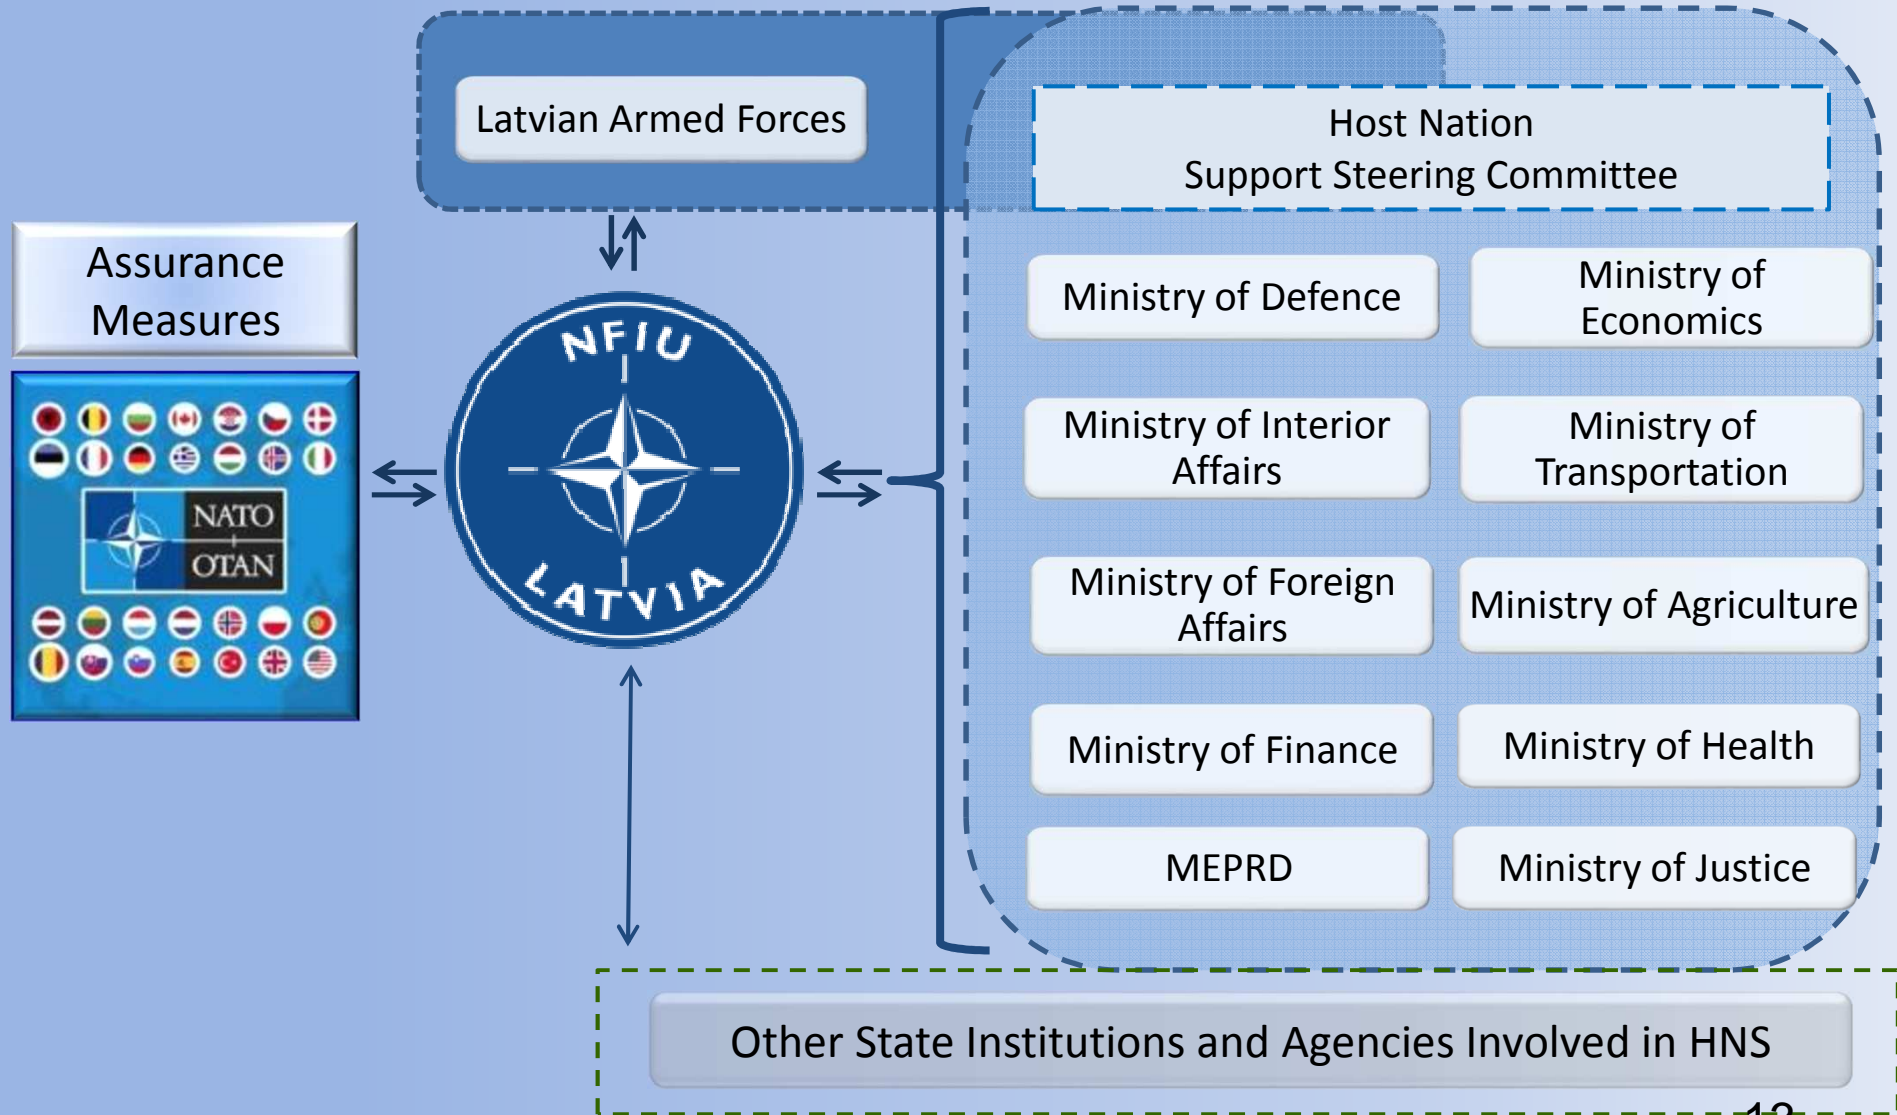 Latvian Armed Forces
Host Nation
Support Steering Committee
Assurance
Measures
NFIU
LATVIA
NATO
OTAN
Ministry of Defence
Ministry of
Economics
Ministry of Interior
Affairs
Ministry of
Transportation
Ministry of Foreign
Affairs
Ministry of Agriculture
Ministry of Finance
Ministry of Health
MEPRD
Ministry of Justice
Other State Institutions and Agencies Involved in HNS